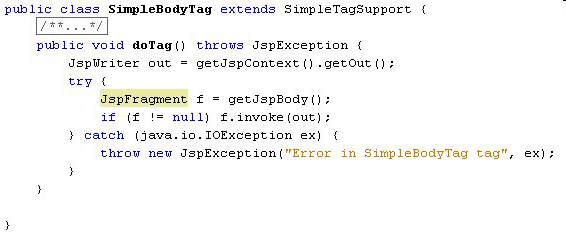 public class SimpleBodyTag extends SimpleTagSupport {
/**...*/
public void doTag() throws JspException {
JspWriter out = getJspContext().getOut();
try {
JspFragment f = getJspBody();
if (f != null) f.invoke(out);
} catch (java.io.IOException ex) {
throw new JspException("Error in SimpleBodyTag tag", ex);
}
}
}